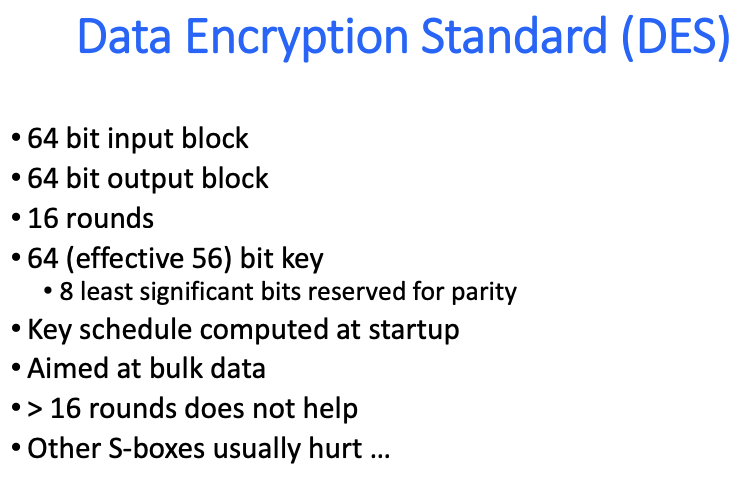 Data Encryption Standard (DES)
• 64 bit input block
• 64 bit output block
• 16 rounds
• 64 (effective 56) bit key
• 8 least significant bits reserved for parity
• Key schedule computed at startup
• Aimed at bulk data
• > 16 rounds does not help
• Other S-boxes usually hurt ...